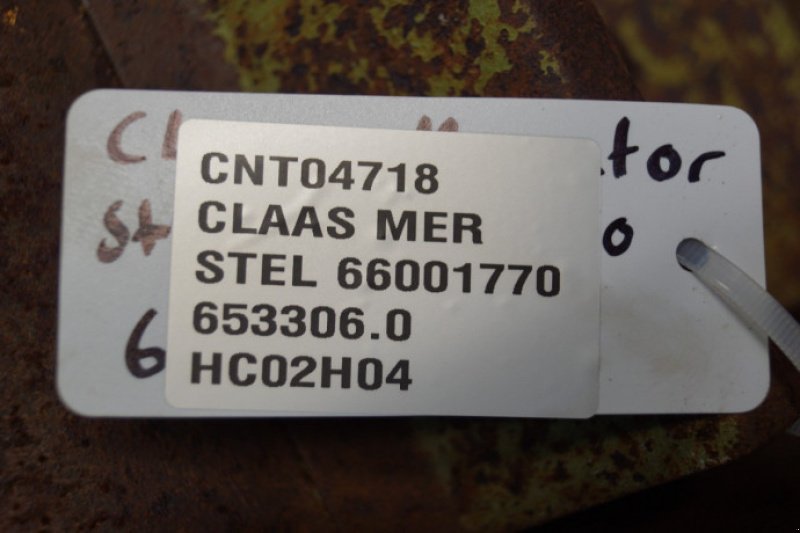 CNT04718
CLAAS MER
STEL 66001770
653306.0
HC02H04